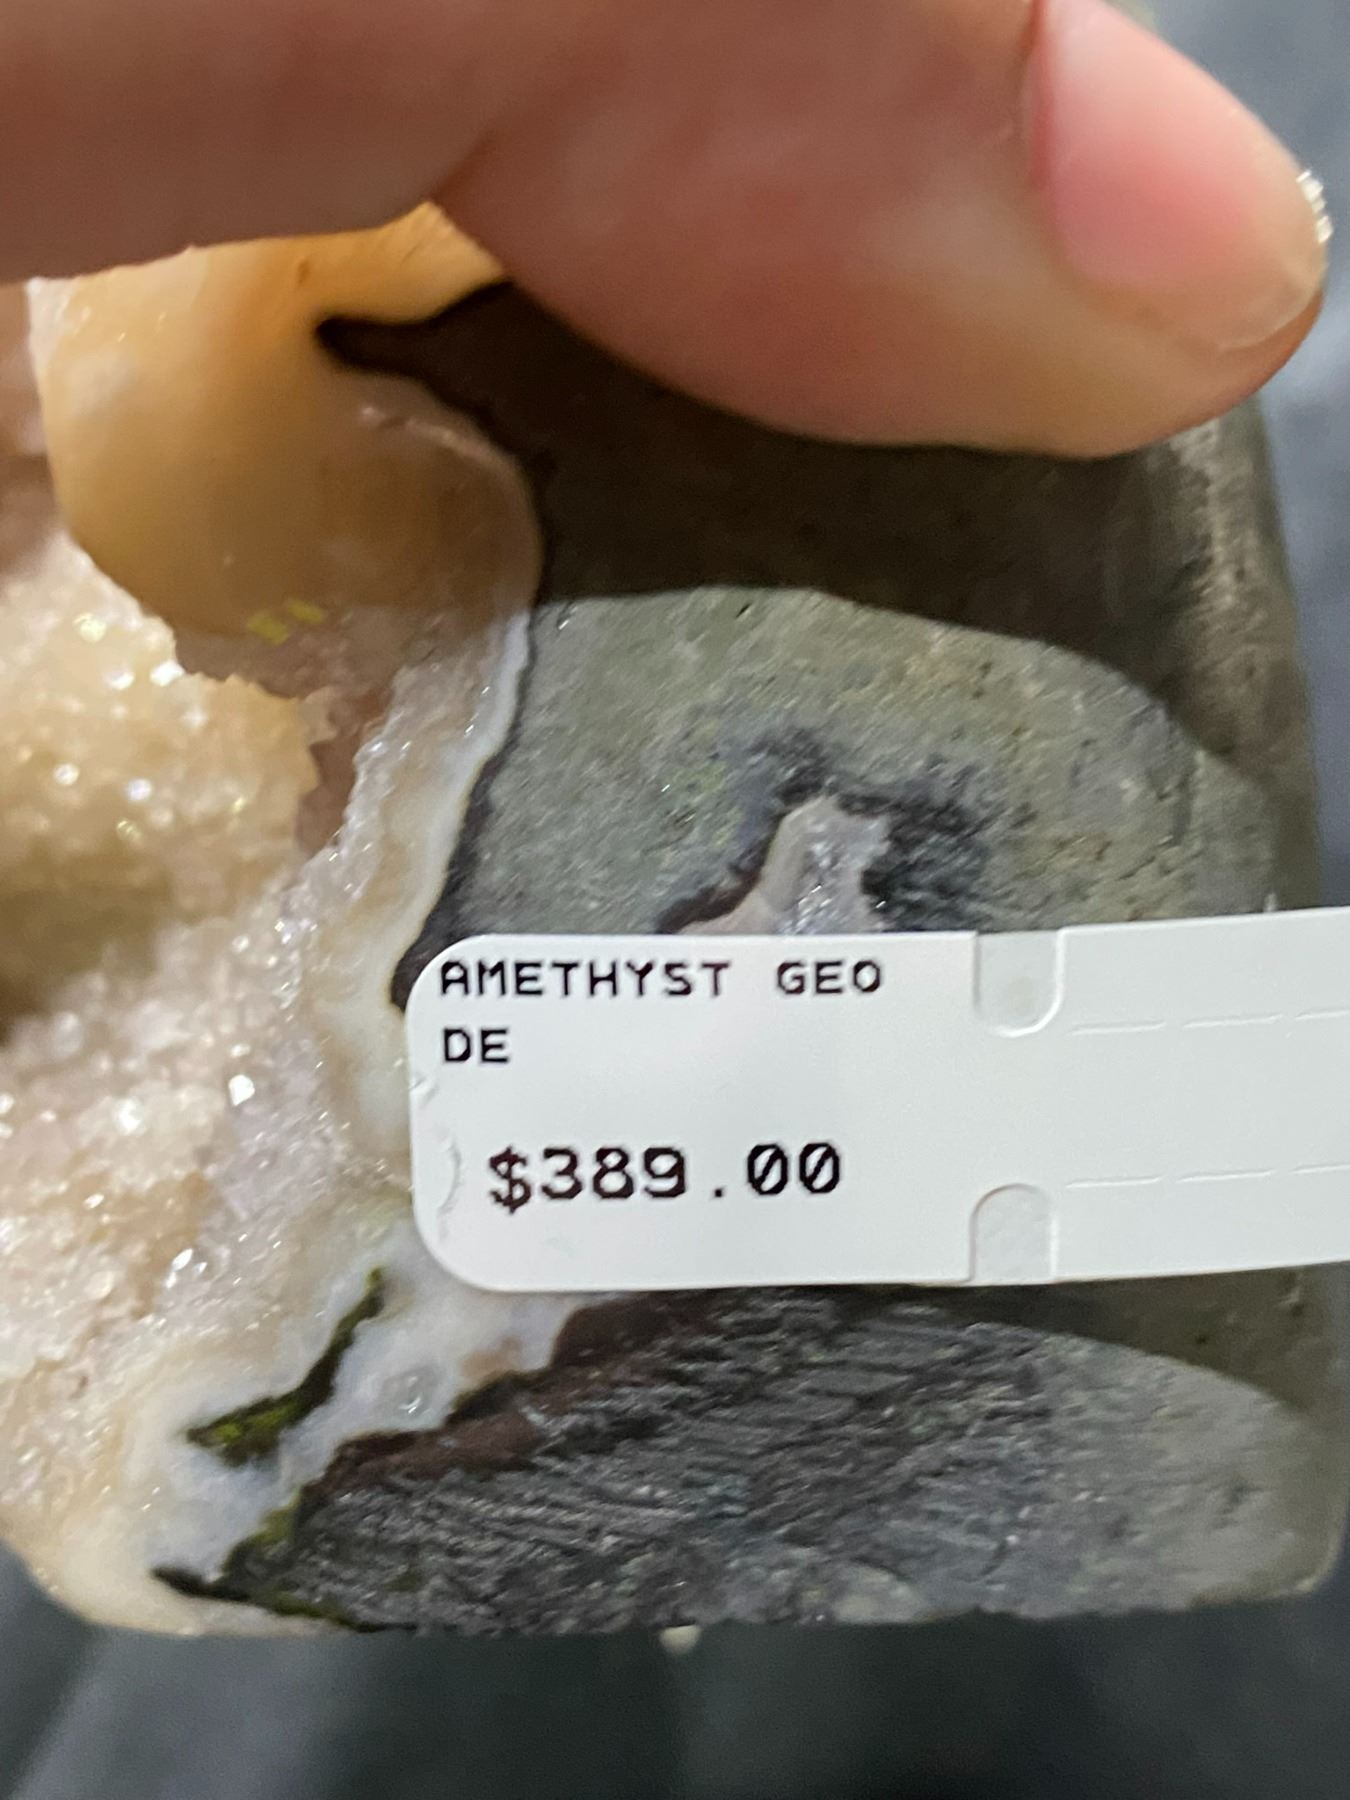 AMETHYST GEO
DE
$389.00